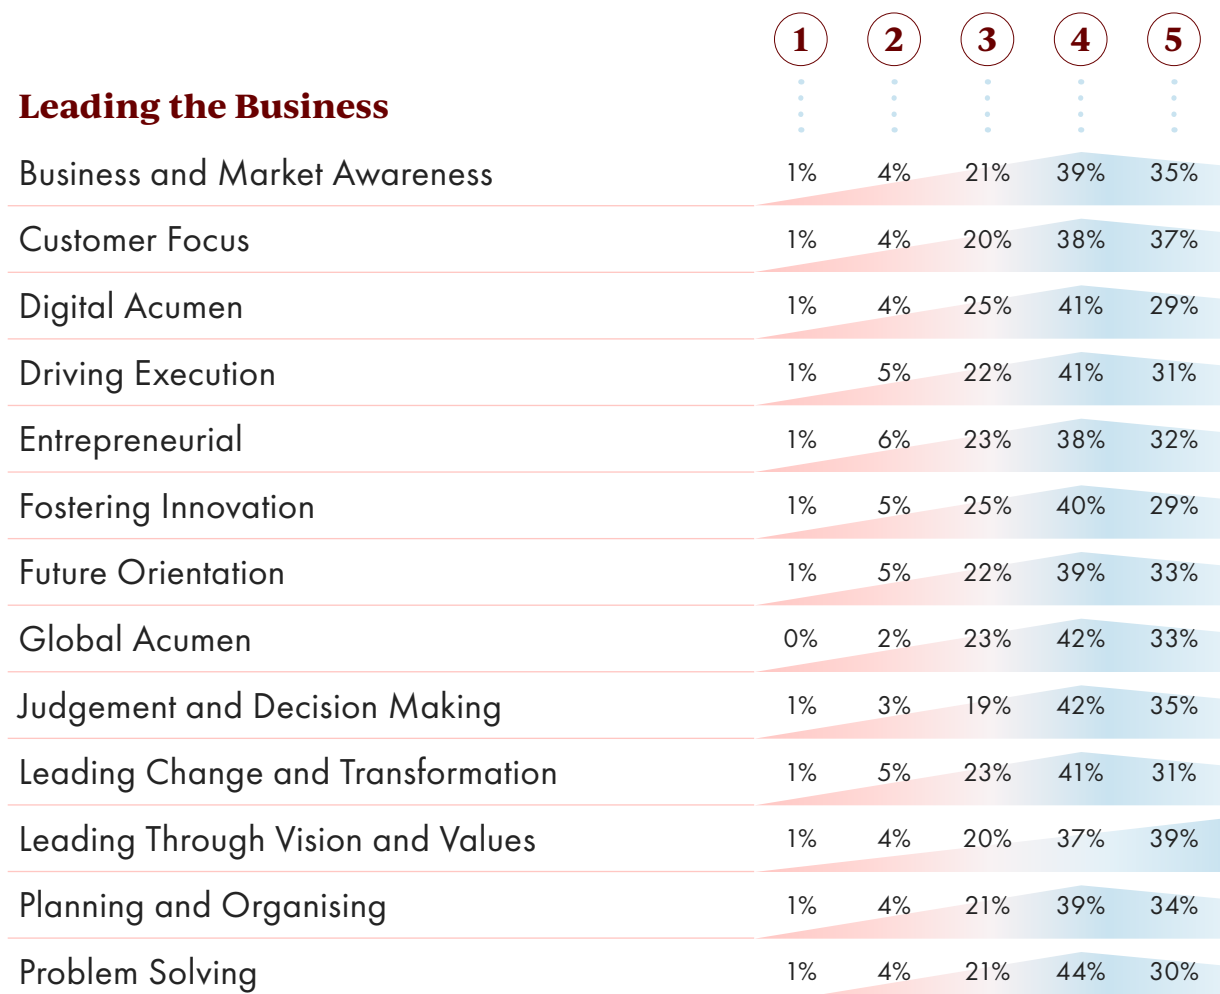 1 2 3 4 5
Leading the Business
Business and Market Awareness 1% 4% 21% 39% 35%
Customer Focus 1% 4% 20% 38% 37%
Digital Acumen 1% 4% 25% 41% 29%
Driving Execution 1% 5% 22% 41% 31%
Entrepreneurial 1% 6% 23% 38% 32%
Fostering Innovation 1% 5% 25% 40% 29%
Future Orientation 1% 5% 22% 39% 33%
Global Acumen 0% 2% 23% 42% 33%
Judgement and Decision Making 1% 3% 19% 42% 35%
Leading Change and Transformation 1% 5% 23% 41% 31%
Leading Through Vision and Values 1% 4% 20% 37% 39%
Planning and Organising 1% 4% 21% 39% 34%
Problem Solving 1% 4% 21% 44% 30%